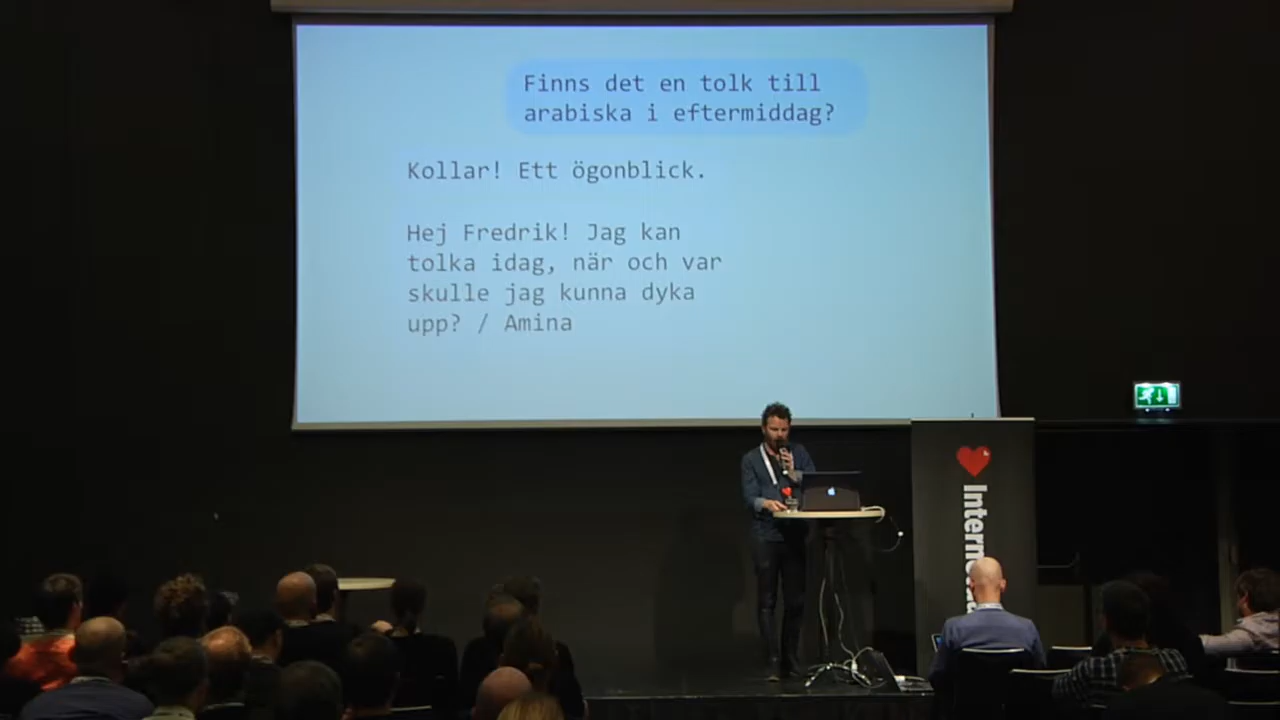 Finns det en tolk till
arabiska i eftermiddag?
Kollar! Ett ögonblick.
Hej Fredrik! Jag kan
tolka idag, när och var
skulle jag kunna dyka
upp? / Amina